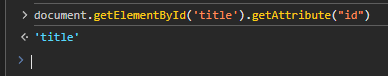 > document.getElementById('title').getAttribute("id")
< 'title'
>